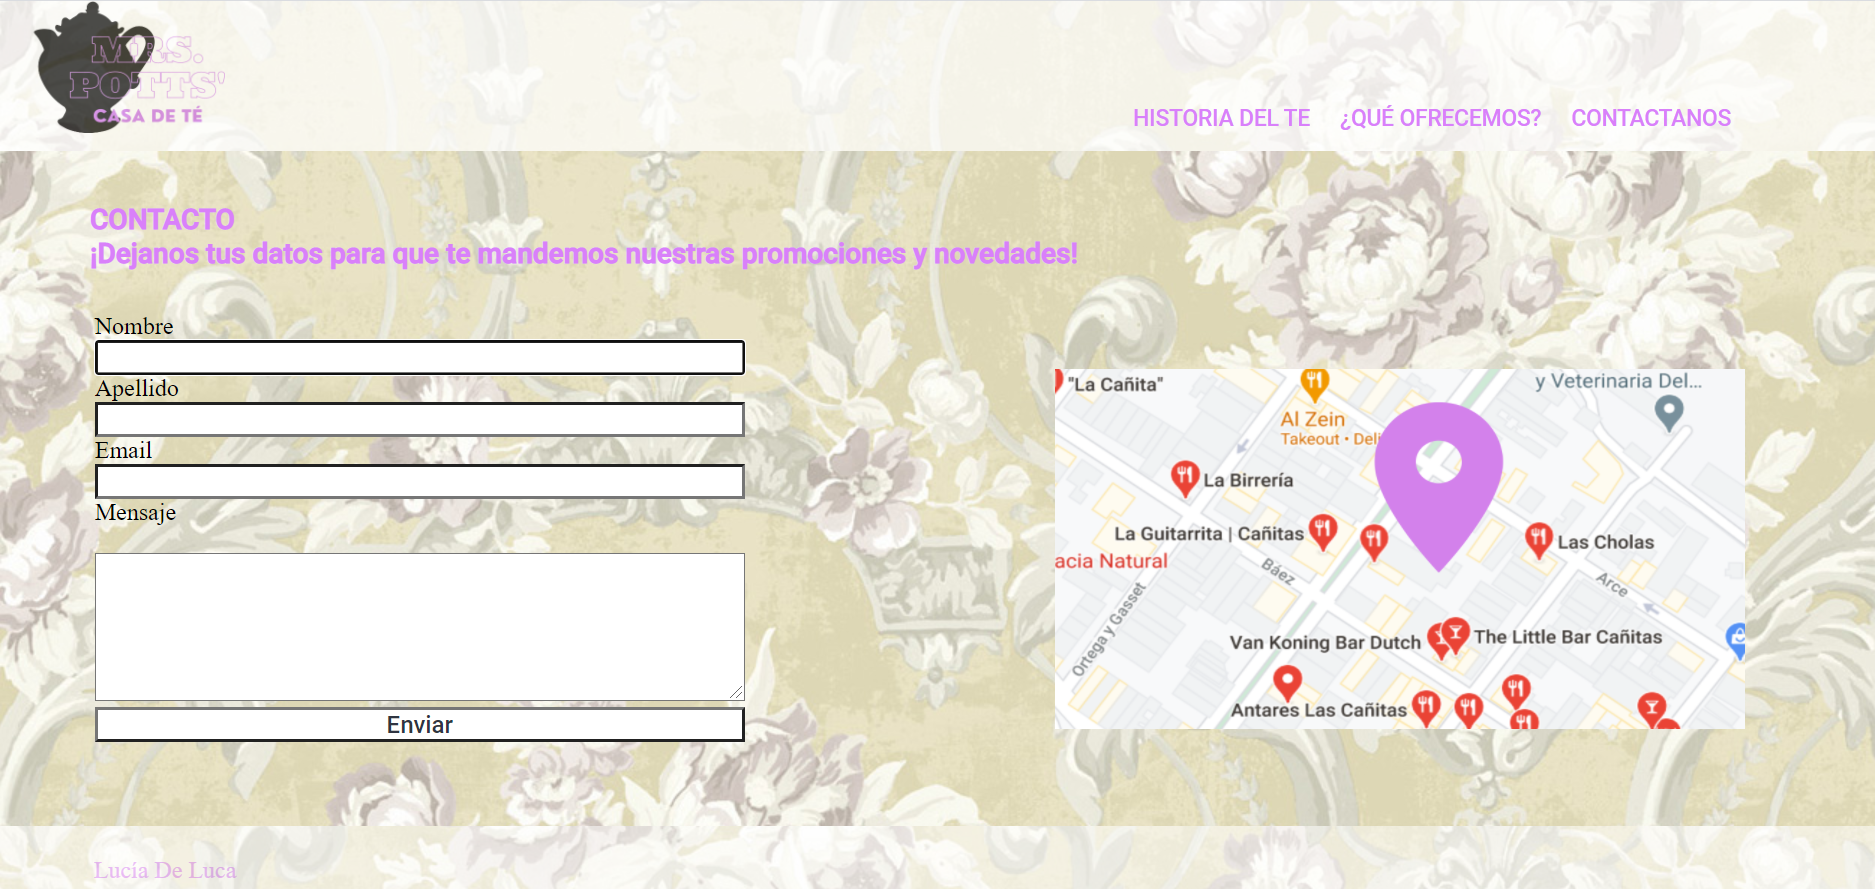 MRS.
POTTS'
CASA DE TÉ
HISTORIA DEL TE ¿QUÉ OFRECEMOS? CONTACTANOS
CONTACTO
¡Dejanos tus datos para que te mandemos nuestras promociones y novedades!
Nombre
Apellido
Email
Mensaje
Enviar
"La Cañita"
y Veterinaria Del...
Al Zein
Takeout • Deli
La Birrería
La Guitarrita | Cañitas
Las Cholas
acia Natural
Báez
Arce
Ortega y Gasset
Van Koning Bar Dutch
The Little Bar Cañitas
Antares Las Cañitas
Lucía De Luca